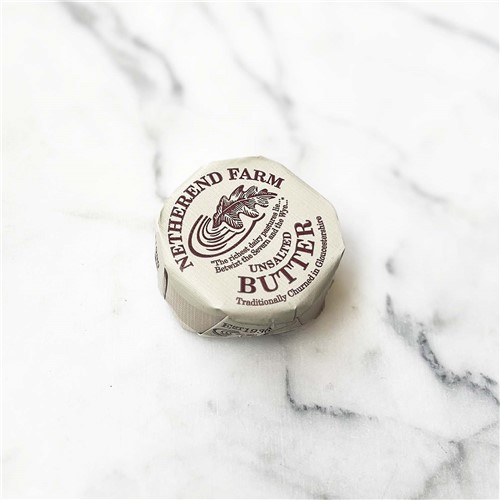 NETHEREND FARM
"The richest dairy pastures lie...
Betwixt the Severn and the Wye..."
UNSALTED
BUTTER
Traditionally Churned in Gloucestershire